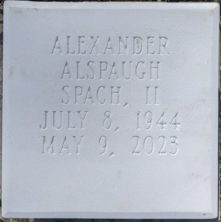 ALEXANDER
ALSPAUGH
SPACH, II
JULY 8, 1944
MAY 9, 2023